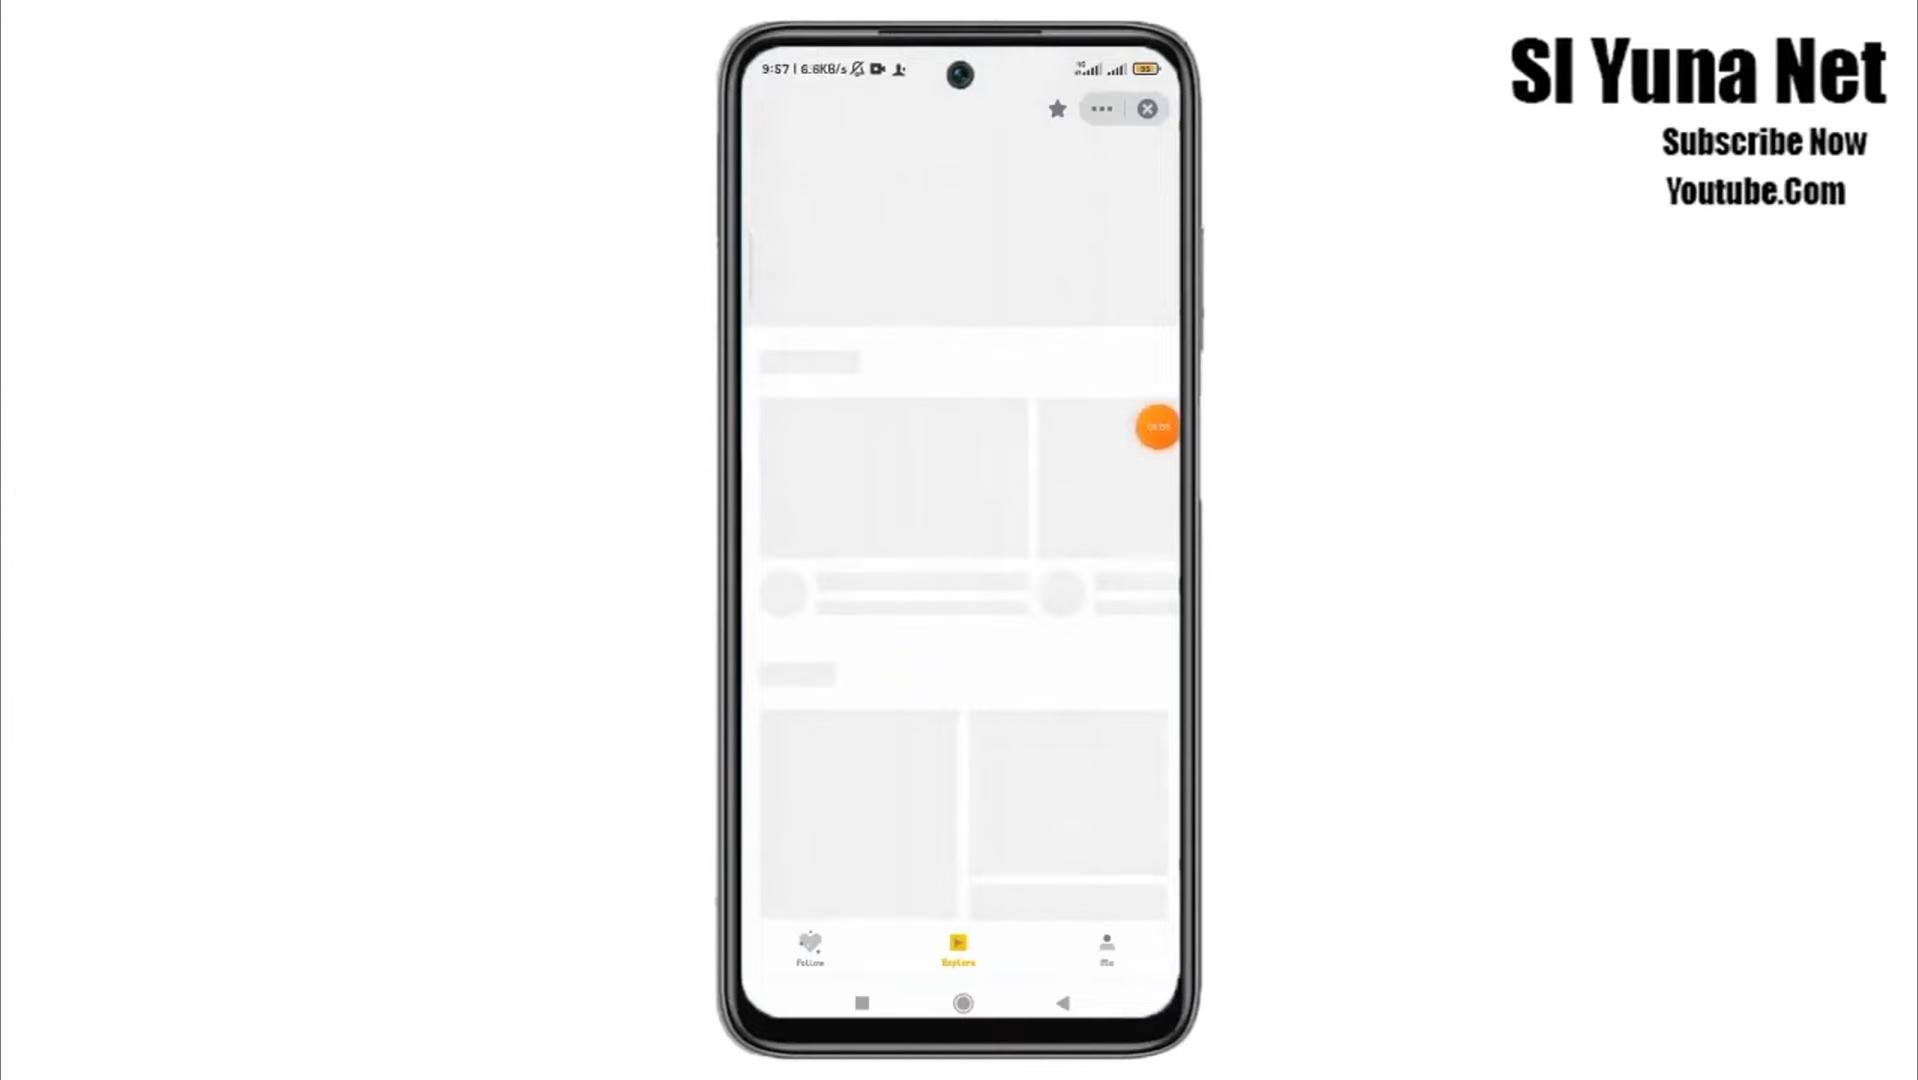 SI Yuna Net
Subscribe Now
Youtube.Com
9:57 | 6.6KB/s
Follow
Explore
Me